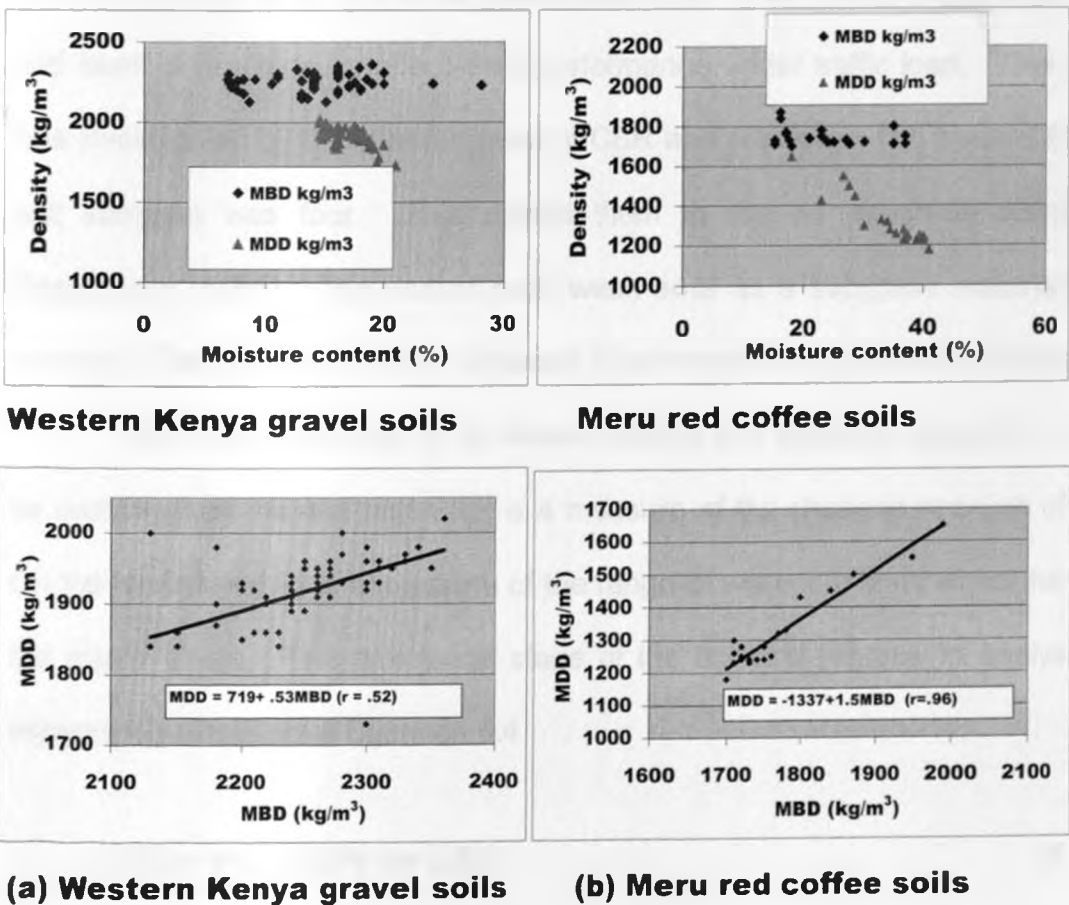 2500
2000
1500
1000
Density (kg/m³)
MBD kg/m3
MDD kg/m3
0 10 20 30
Moisture content (%)
2200
2000
1800
1600
1400
1200
1000
Density (kg/m³)
MBD kg/m3
MDD kg/m3
0 20 40 60
Moisture content (%)
Western Kenya gravel soils
Meru red coffee soils
2000
1900
1800
1700
MDD (kg/m³)
MDD = 719+ .53MBD (r = .52)
2100 2200 2300 2400
MBD (kg/m³)
1700
1600
1500
1400
1300
1200
1100
1000
MDD (kg/m³)
MDD = -1337+1.5MBD (r=.96)
1600 1700 1800 1900 2000 2100
MBD (kg/m³)
(a) Western Kenya gravel soils
(b) Meru red coffee soils